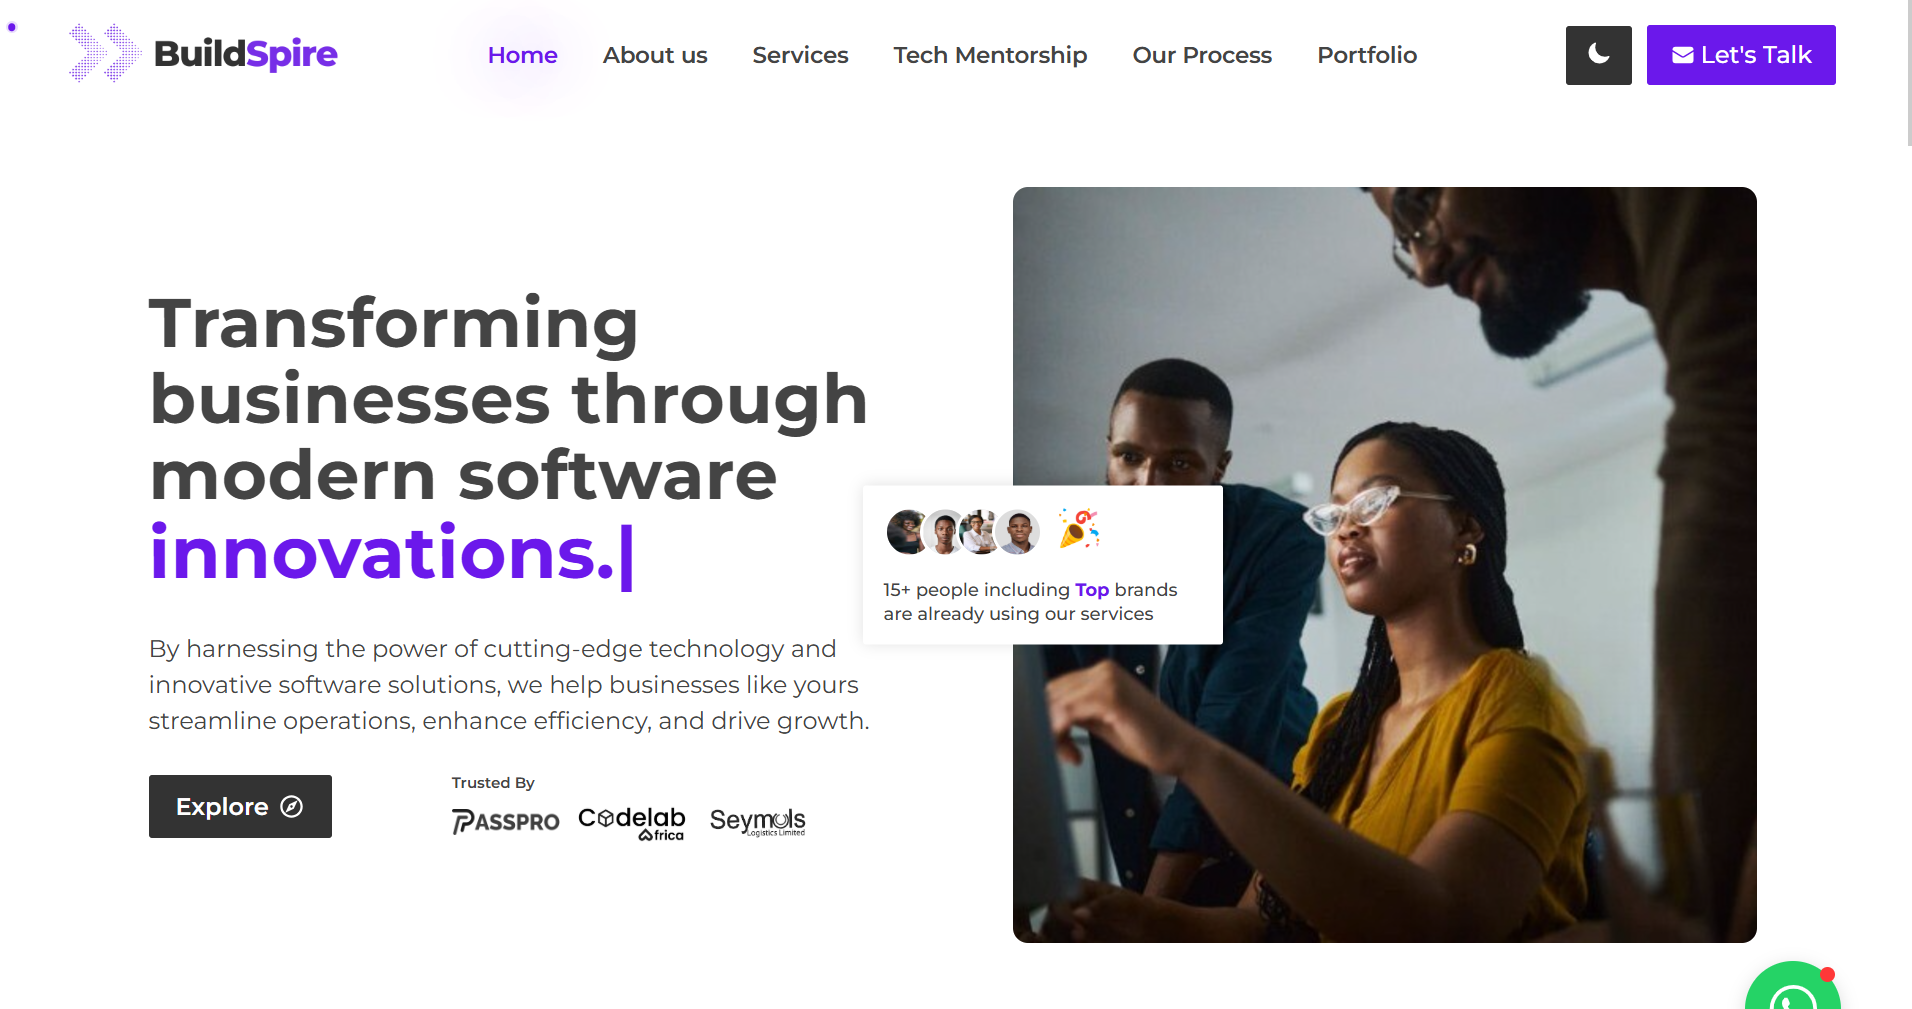 BuildSpire
Home
About us
Services
Tech Mentorship
Our Process
Portfolio
Let's Talk
Transforming
businesses through
modern software
innovations.|
15+ people including Top brands
are already using our services
By harnessing the power of cutting-edge technology and
innovative software solutions, we help businesses like yours
streamline operations, enhance efficiency, and drive growth.
Explore
Trusted By
PASSPRO
Codelab
Africa
Seymols
Logistics Limited